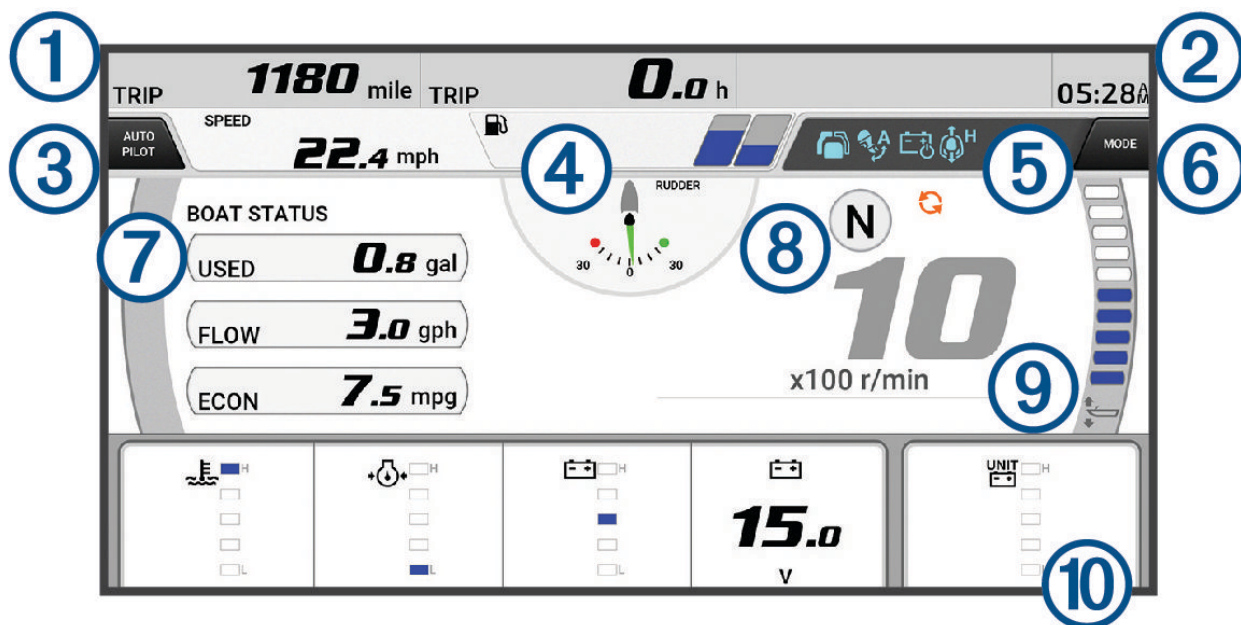 ①
②
TRIP 1180 mile TRIP 0.0 h 05:28AM
③
AUTO PILOT
SPEED
22.4 mph
④
A
H
⑤
MODE
⑥
RUDDER
30 0 30
⑦
BOAT STATUS
USED 0.8 gal
FLOW 3.0 gph
ECON 7.5 mpg
⑧
N
10
x100 r/min
⑨
H
L
H
L
H
L
15.0
V
UNIT
H
⑩